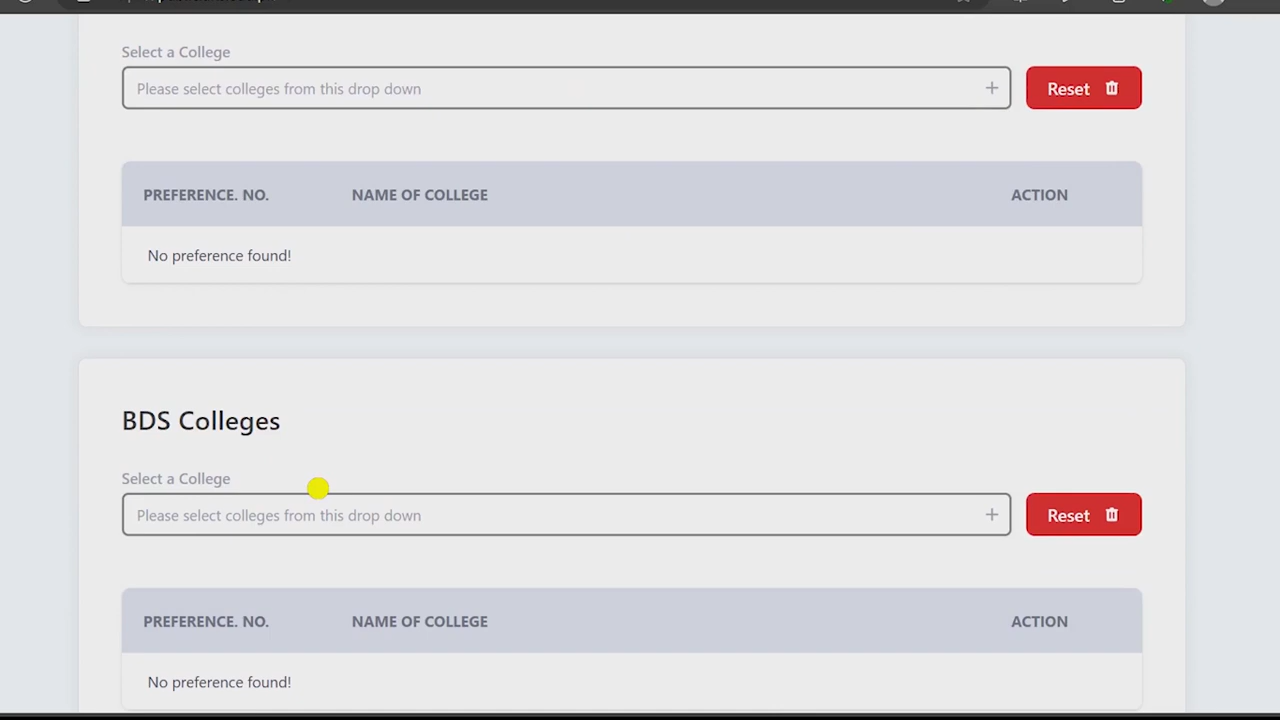 Select a College
Please select colleges from this drop down +
Reset
PREFERENCE. NO. NAME OF COLLEGE ACTION
No preference found!
BDS Colleges
Select a College
Please select colleges from this drop down +
Reset
PREFERENCE. NO. NAME OF COLLEGE ACTION
No preference found!